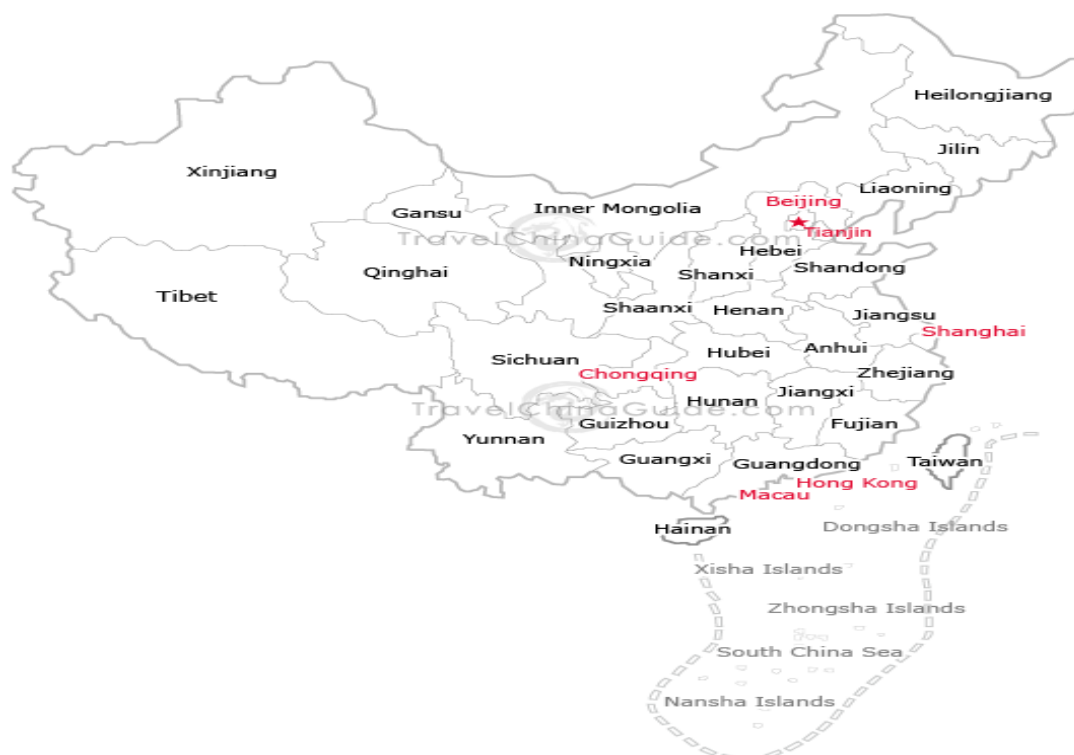 Heilongjiang
Jilin
Xinjiang
Liaoning
Beijing
Inner Mongolia
Gansu
Tianjin
TravelChinaGuide.com
Hebei
Ningxia
Shandong
Qinghai
Shanxi
Tibet
Shaanxi
Henan
Jiangsu
Shanghai
Anhui
Hubei
Sichuan
Zhejiang
Chongqing
Jiangxi
Hunan
TravelChinaGuide.com
Guizhou
Fujian
Yunnan
Guangxi
Guangdong
Taiwan
Hong Kong
Macau
Dongsha Islands
Hainan
Xisha Islands
Zhongsha Islands
South China Sea
Nansha Islands